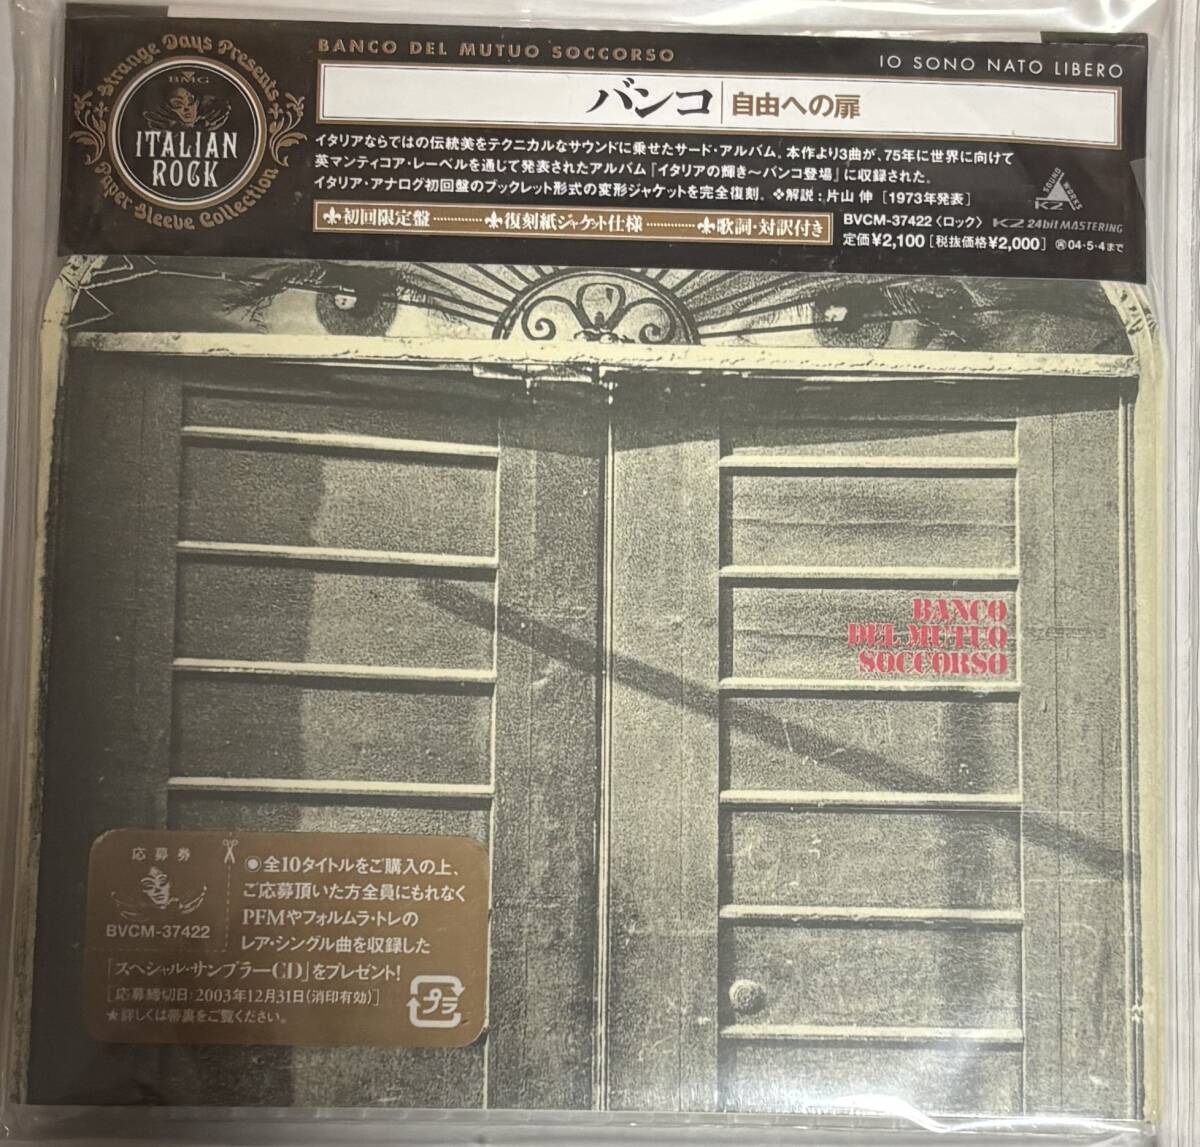 Strange Days Presents
BMG
ITALIAN
ROCK
Paper Sleeve Collection
BANCO DEL MUTUO SOCCORSO
IO SONO NATO LIBERO
バンコ 自由への扉
イタリアならではの伝統美をテクニカルなサウンドに乗せたサード・アルバム。本作より3曲が、75年に世界に向けて
英マンティコア・レーベルを通して発表されたアルバム『イタリアの輝き〜バンコ登場』に収録された。
イタリア・アナログ初回盤のブックレット形式の変形ジャケットを完全復刻。❖解説：片山 伸 [1973年発表]
初回限定盤 復刻紙ジャケット仕様 歌詞・対訳付き
SOUND
WORKS
K2
BVCM-37422〈ロック〉 K2 24bit MASTERING
定価¥2,100[税抜価格¥2,000] 再04・5・4まで
BANCO
DEL MUTUO
SOCCORSO
応募券
BVCM-37422
◉全10タイトルをご購入の上、
ご応募頂いた方全員にもれなく
PFMやフォルムラ・トレの
レア・シングル曲を収録した
「スペシャル・サンプラーCD」をプレゼント!
[応募締切日：2003年12月31日(消印有効)]
★詳しくは帯裏をご覧ください。
プラ